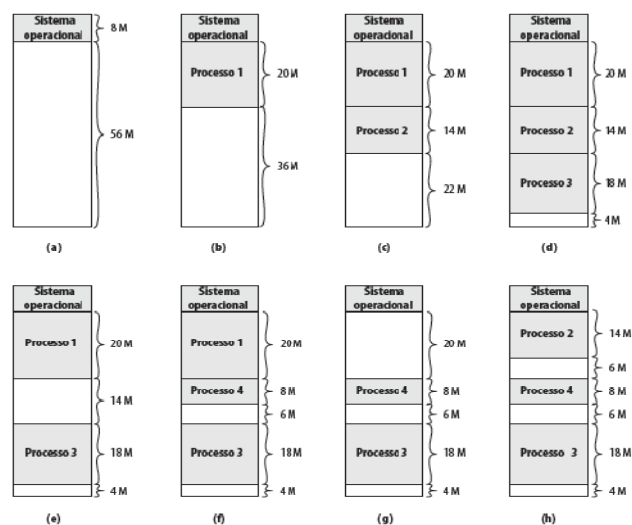 Sistema
operacional
8 M
56 M
(a)
Sistema
operacional
Processo 1
20 M
36 M
(b)
Sistema
operacional
Processo 1
20 M
Processo 2
14 M
22 M
(c)
Sistema
operacional
Processo 1
20 M
Processo 2
14 M
Processo 3
18 M
4 M
(d)
Sistema
operacional
Processo 1
20 M
14 M
Processo 3
18 M
4 M
(e)
Sistema
operacional
Processo 1
20 M
Processo 4
8 M
6 M
Processo 3
18 M
4 M
(f)
Sistema
operacional
20 M
Processo 4
8 M
6 M
Processo 3
18 M
4 M
(g)
Sistema
operacional
Processo 2
14 M
6 M
Processo 4
8 M
6 M
Processo 3
18 M
4 M
(h)